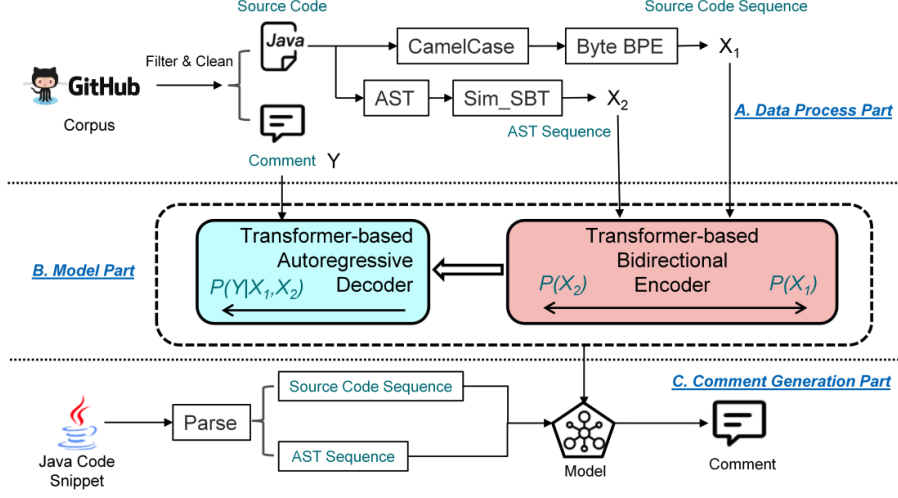 Source Code
Source Code Sequence
Java
CamelCase
Byte BPE
X1
Filter & Clean
GitHub
Corpus
AST
Sim_SBT
X2
AST Sequence
A. Data Process Part
Comment Y
Transformer-based
Autoregressive
Decoder
P(Y|X1,X2)
Transformer-based
Bidirectional
Encoder
P(X2)
P(X1)
B. Model Part
C. Comment Generation Part
Source Code Sequence
Parse
AST Sequence
Java Code
Snippet
Model
Comment